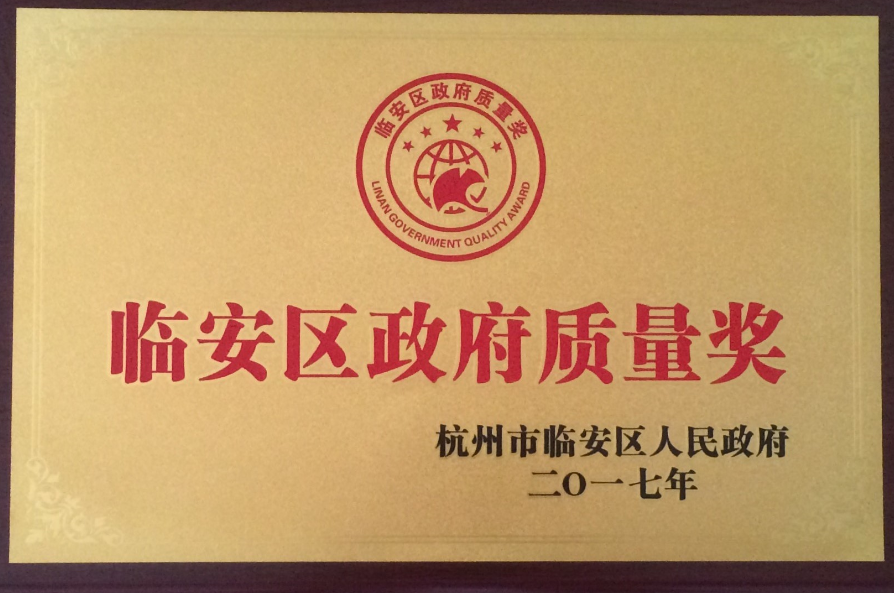 临安区政府质量奖
LINAN GOVERNMENT QUALITY AWARD
临安区政府质量奖
杭州市临安区人民政府
二O一七年